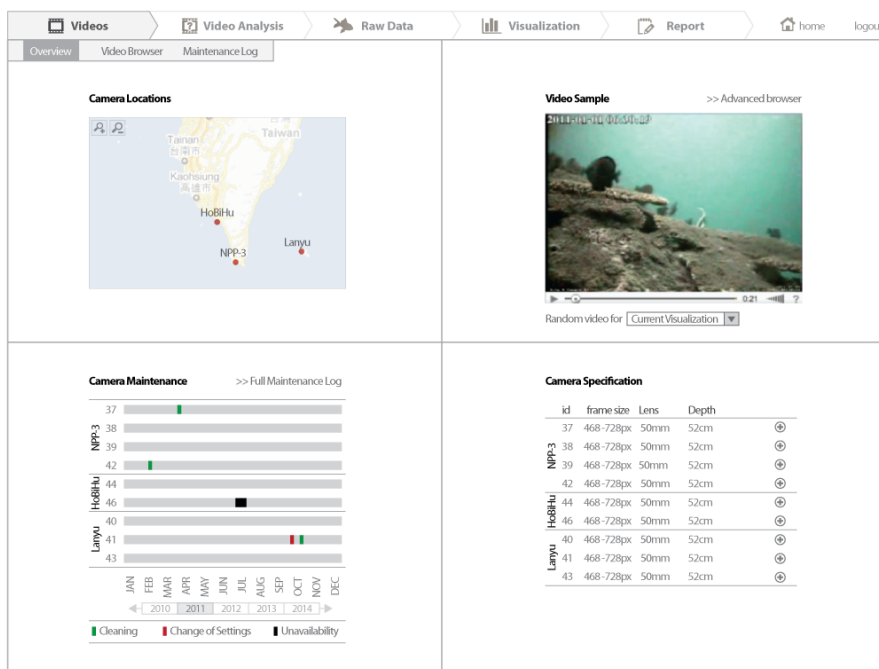 Videos Video Analysis Raw Data Visualization Report home logou
Overview Video Browser Maintenance Log
Camera Locations
Taiwan
Tainan
台南市
Kaohsiung
高雄市
HoBiHu
Lanyu
NPP-3
Video Sample >> Advanced browser
0:21 ?
Random video for Current Visualization
Camera Maintenance >> Full Maintenance Log
NPP-3
37
38
39
42
HoBiHu
44
46
Lanyu
40
41
43
JAN FEB MAR APR MAY JUN JUL AUG SEP OCT NOV DEC
2010 2011 2012 2013 2014
Cleaning Change of Settings Unavailability
Camera Specification
id frame size Lens Depth
NPP-3
37 468-728px 50mm 52cm
38 468-728px 50mm 52cm
39 468-728px 50mm 52cm
42 468-728px 50mm 52cm
HoBiHu
44 468-728px 50mm 52cm
46 468-728px 50mm 52cm
Lanyu
40 468-728px 50mm 52cm
41 468-728px 50mm 52cm
43 468-728px 50mm 52cm